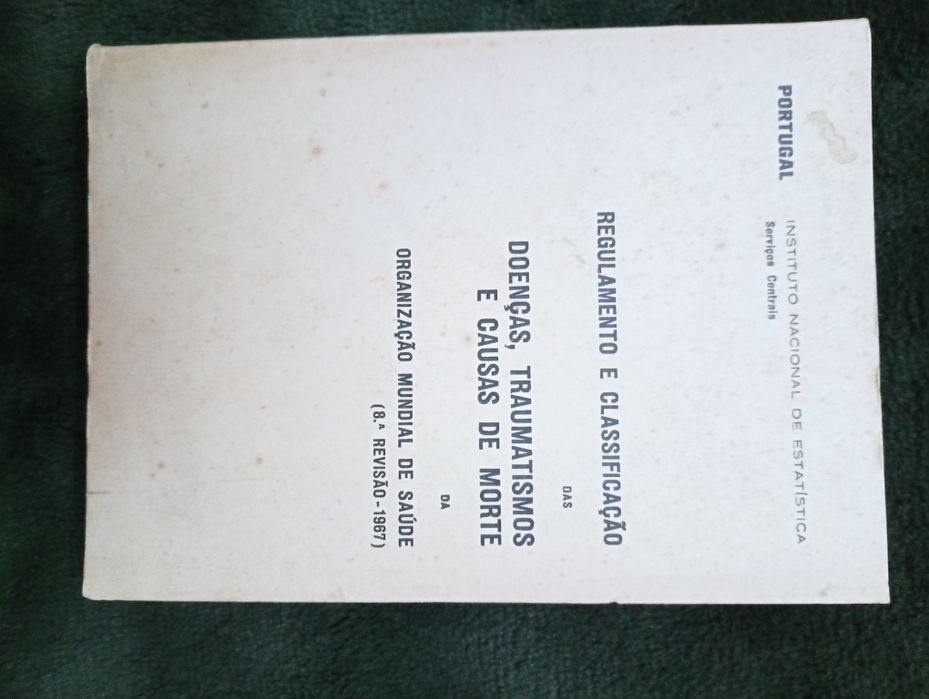 PORTUGAL
INSTITUTO NACIONAL DE ESTATÍSTICA
Serviços Centrais
REGULAMENTO E CLASSIFICAÇÃO
DAS
DOENÇAS, TRAUMATISMOS
E CAUSAS DE MORTE
DA
ORGANIZAÇÃO MUNDIAL DE SAÚDE
(8.ᴬ REVISÃO-1967)